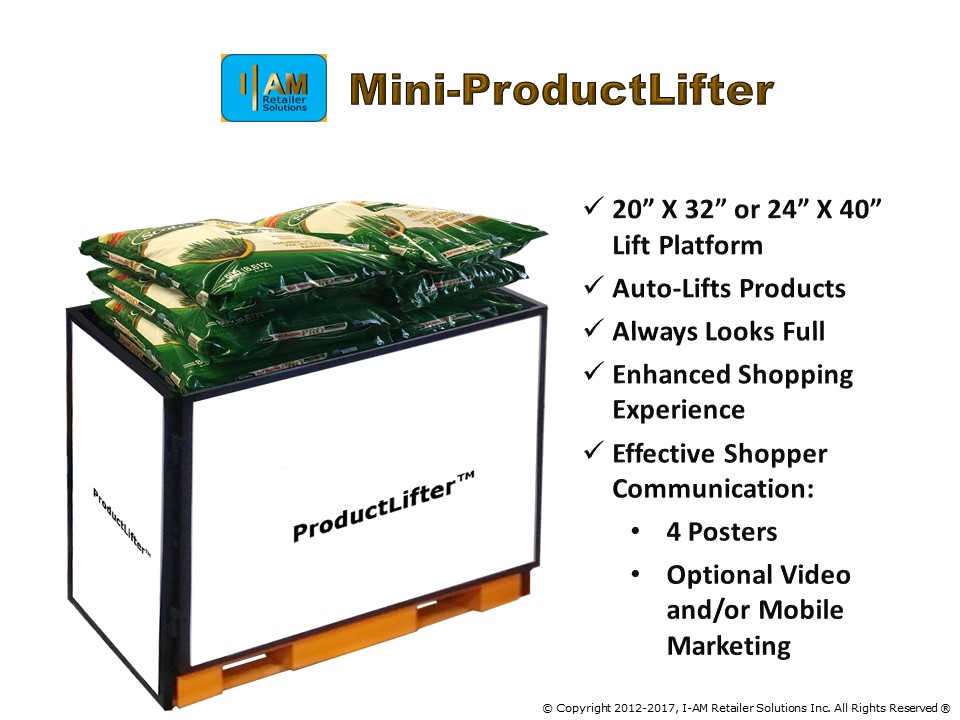 I AM
Retailer
Solutions
Mini-ProductLifter
✓ 20” X 32” or 24” X 40”
Lift Platform
✓ Auto-Lifts Products
✓ Always Looks Full
✓ Enhanced Shopping
Experience
✓ Effective Shopper
Communication:
• 4 Posters
• Optional Video
and/or Mobile
Marketing
Scotts
PRO
ProductLifter™
ProductLifter™
© Copyright 2012-2017, I-AM Retailer Solutions Inc. All Rights Reserved ®